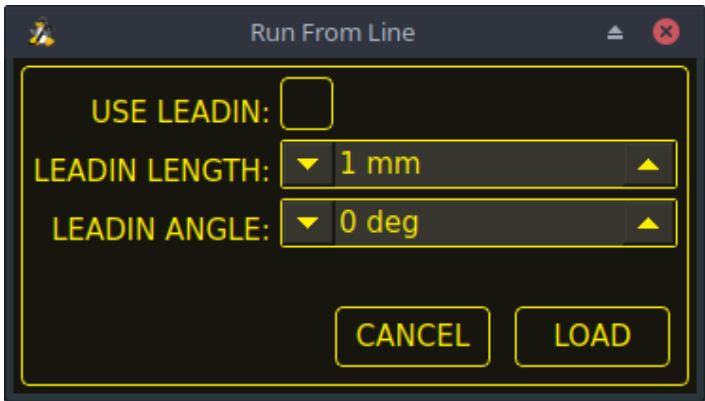 Run From Line
USE LEADIN:
LEADIN LENGTH: 1 mm
LEADIN ANGLE: 0 deg
CANCEL LOAD